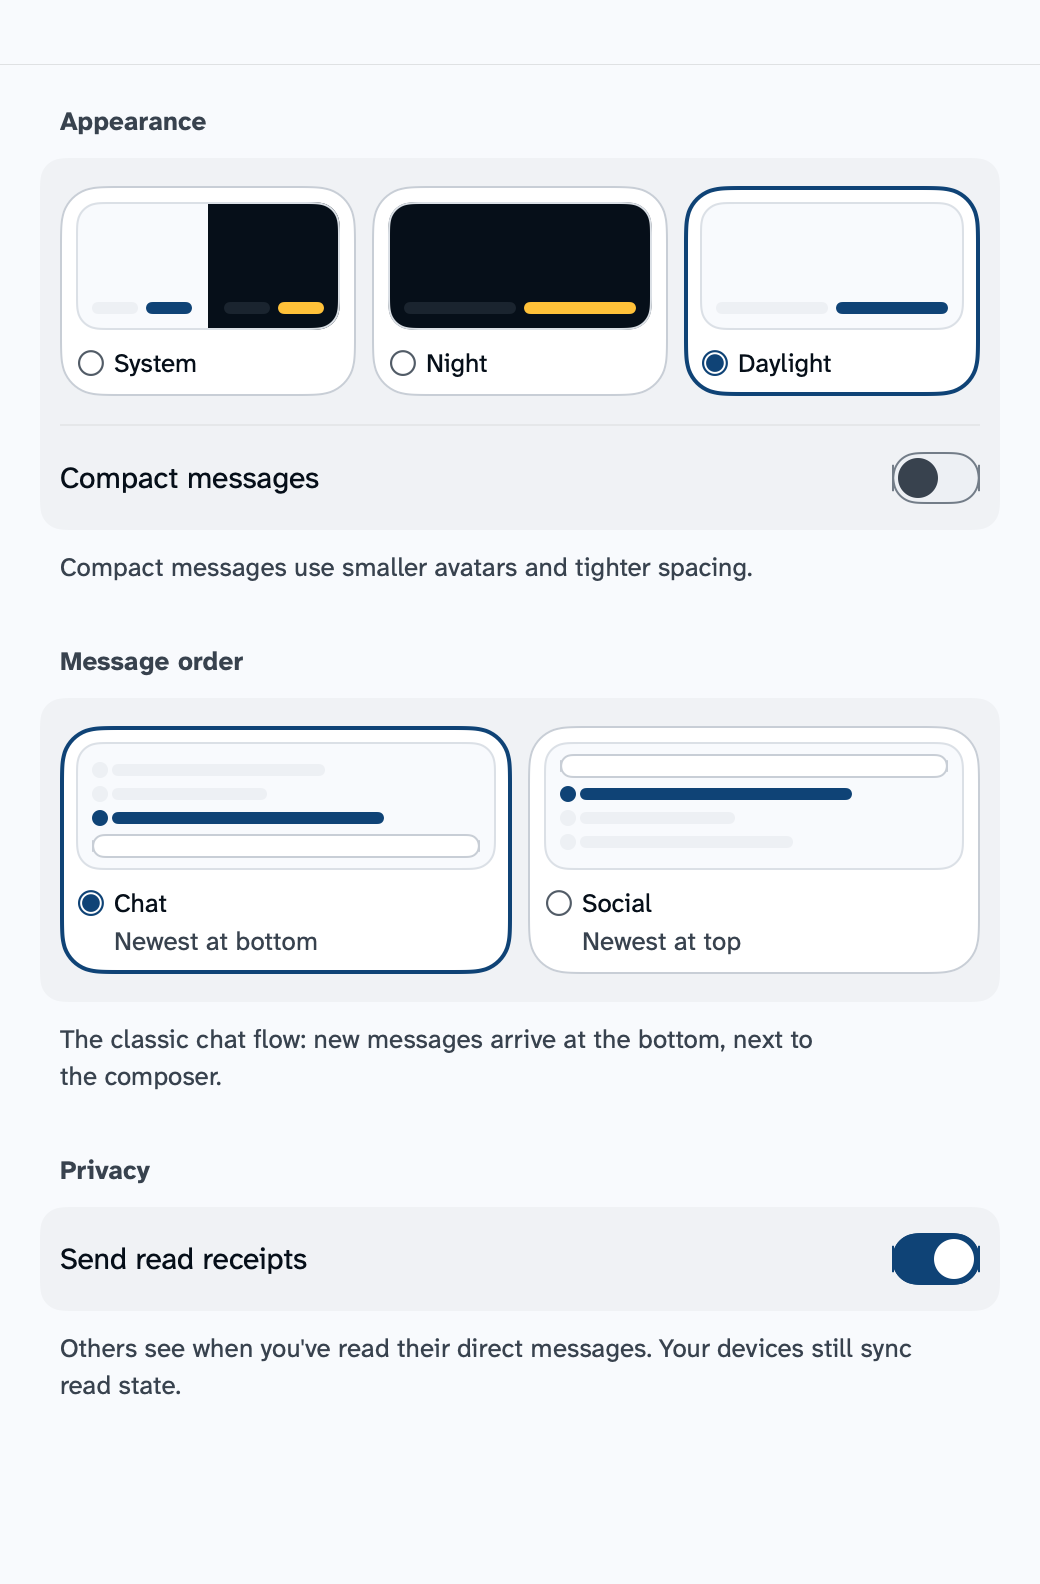 Appearance
System
Night
Daylight
Compact messages
Compact messages use smaller avatars and tighter spacing.
Message order
Chat
Newest at bottom
Social
Newest at top
The classic chat flow: new messages arrive at the bottom, next to
the composer.
Privacy
Send read receipts
Others see when you've read their direct messages. Your devices still sync
read state.